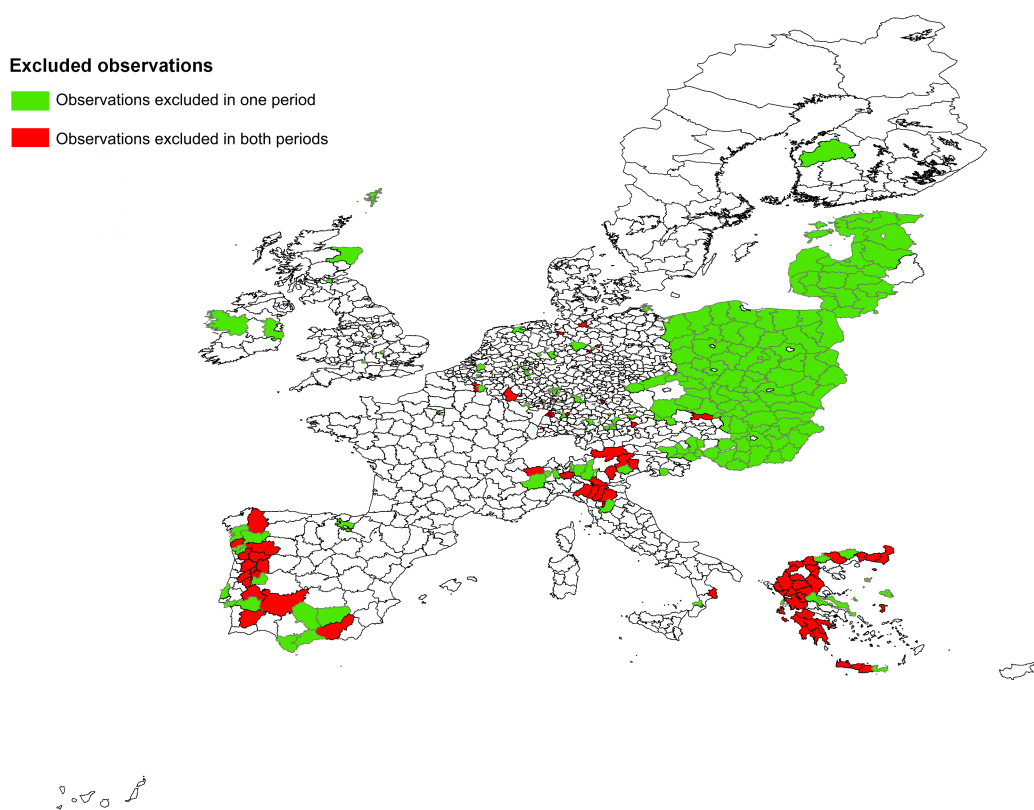 Excluded observations
Observations excluded in one period
Observations excluded in both periods